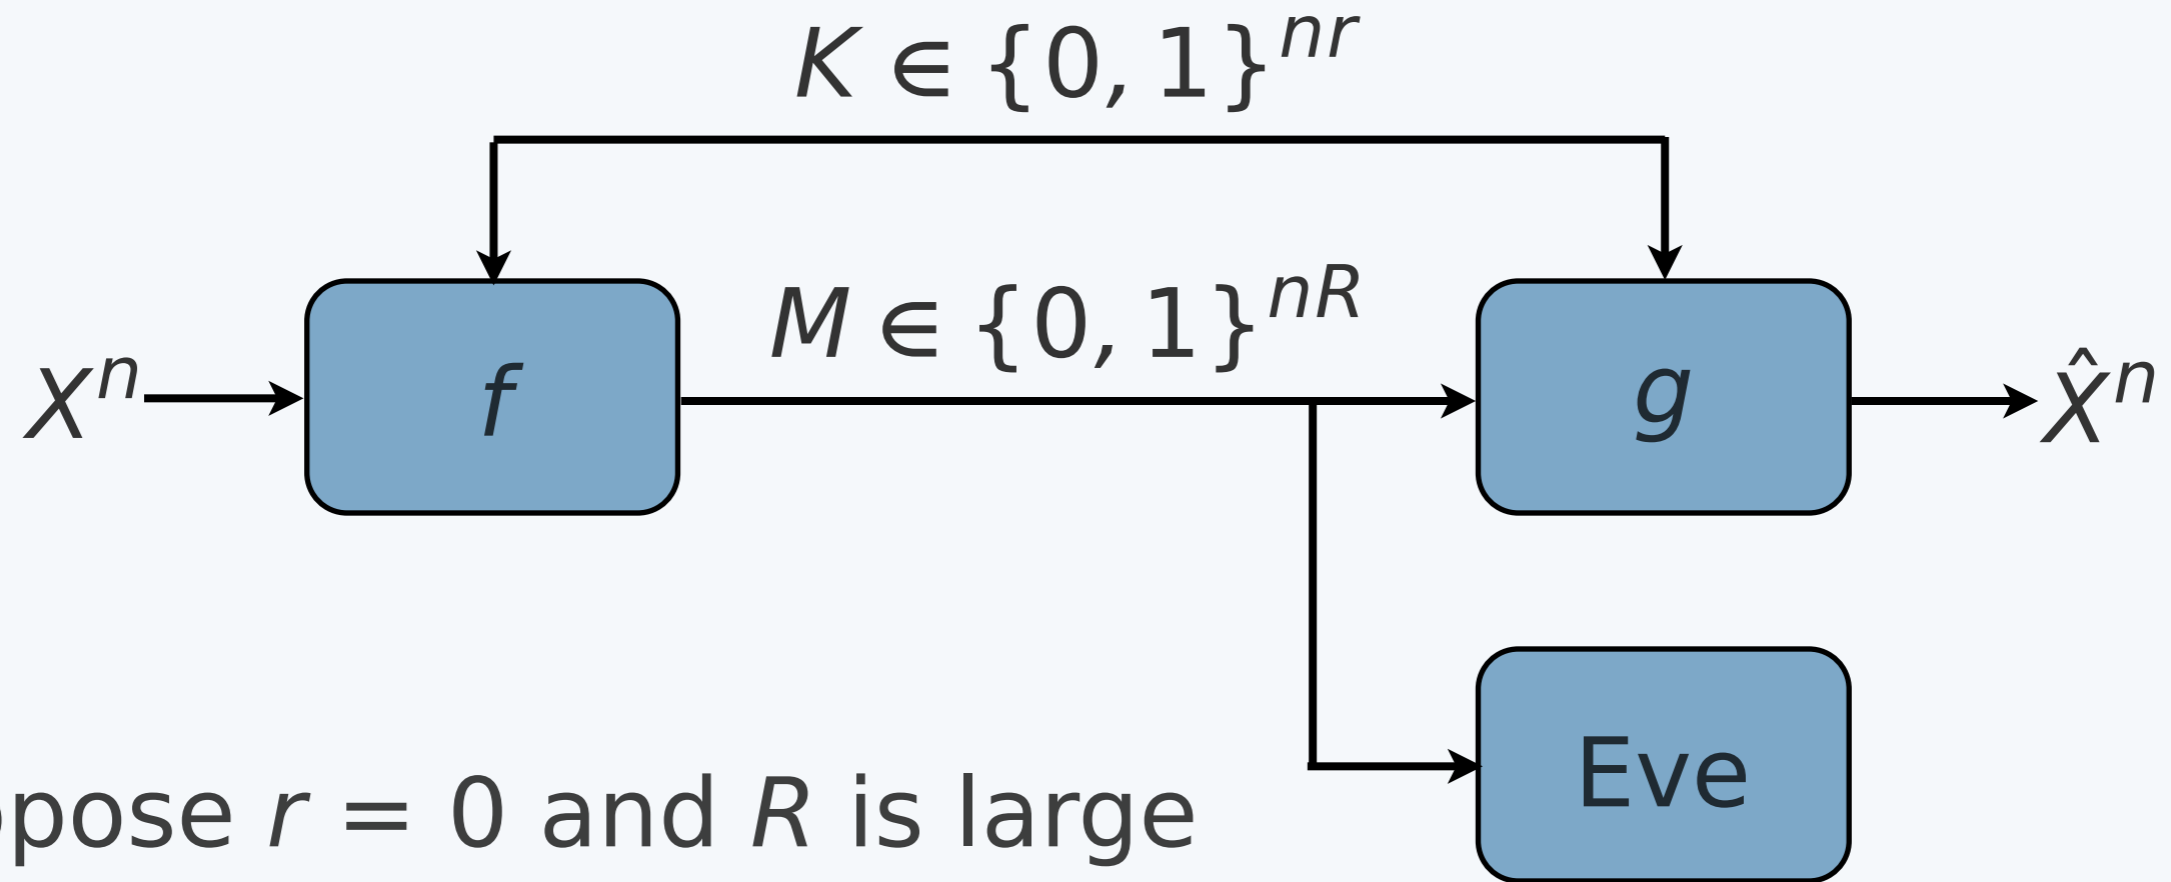 K ∈ {0, 1}^{nr}
M ∈ {0, 1}^{nR}
X^n
f
g
X̂^n
Eve
pose r = 0 and R is large